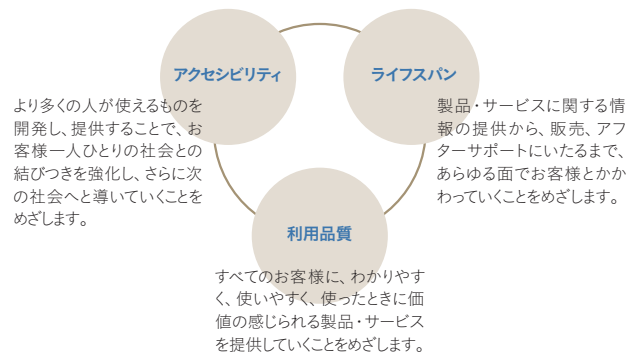 アクセシビリティ
より多くの人が使えるものを
開発し、提供することで、お
客様一人ひとりの社会との
結びつきを強化し、さらに次
の社会へと導いていくことを
めざします。
ライフスパン
製品・サービスに関する情
報の提供から、販売、アフ
ターサポートにいたるまで、
あらゆる面でお客様とかか
わっていくことをめざします。
利用品質
すべてのお客様に、わかりやす
く、使いやすく、使ったときに価
値の感じられる製品・サービス
を提供していくことをめざします。